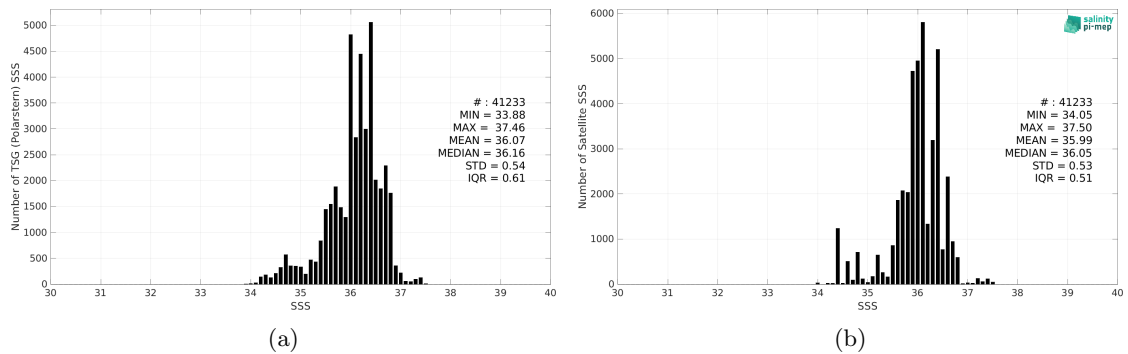 5000
4500
4000
3500
3000
2500
2000
1500
1000
500
0
Number of TSG (Polarstern) SSS
# : 41233
MIN = 33.88
MAX = 37.46
MEAN = 36.07
MEDIAN = 36.16
STD = 0.54
IQR = 0.61
30 31 32 33 34 35 36 37 38 39 40
SSS
(a)
6000
5000
4000
3000
2000
1000
0
Number of Satellite SSS
salinity
pi-mep
# : 41233
MIN = 34.05
MAX = 37.50
MEAN = 35.99
MEDIAN = 36.05
STD = 0.53
IQR = 0.51
30 31 32 33 34 35 36 37 38 39 40
SSS
(b)